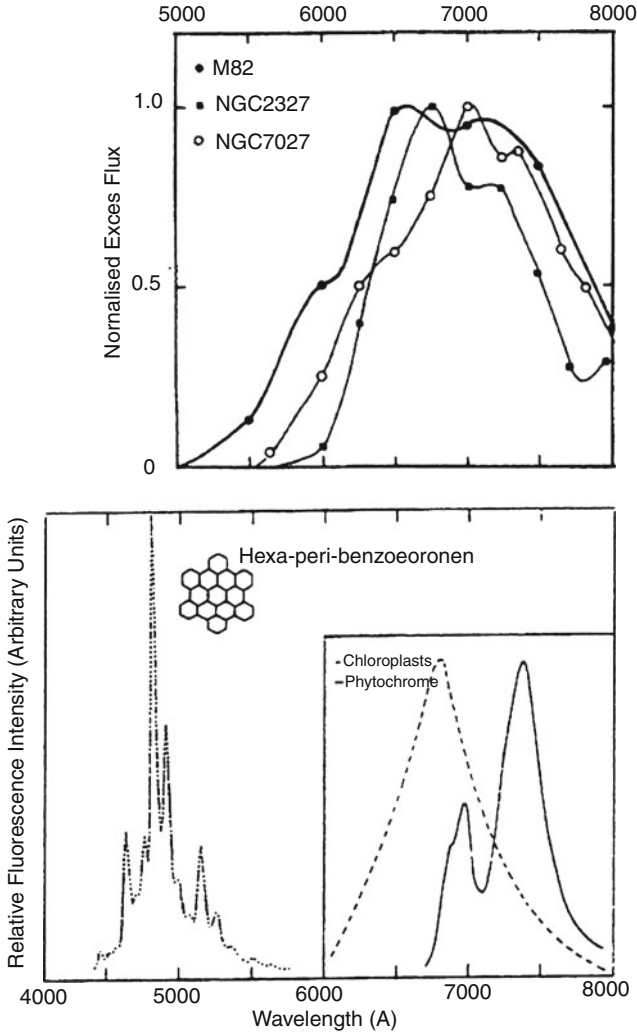 5000 6000 7000 8000
M82
NGC2327
NGC7027
1.0
0.5
0
Nornalised Exces Flux
Hexa-peri-benzoeoronen
- Chloroplasts
- Phytochrome
Relative Fluorescence Intensity (Arbitrary Units)
4000 5000 6000 7000 8000
Wavelength (A)